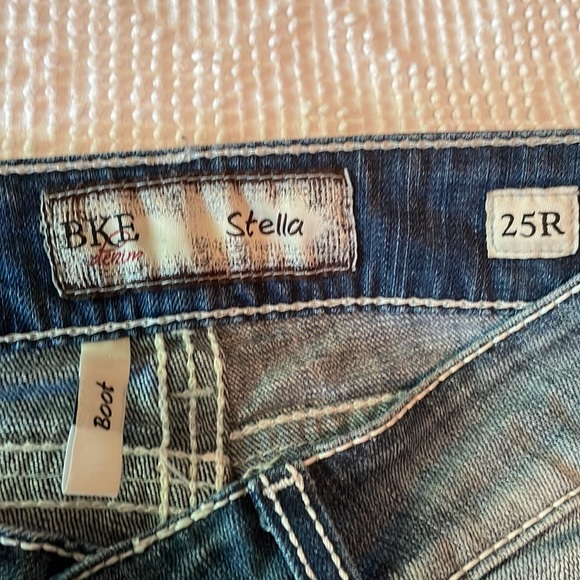 BKE
denim
Stella
25R
Boot